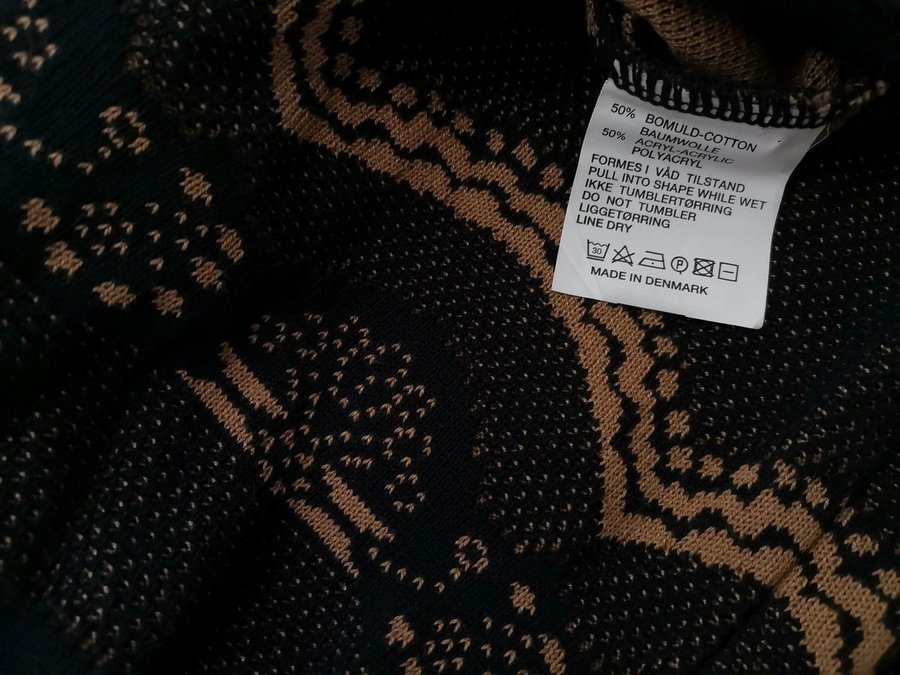 50% BOMULD-COTTON
BAUMWOLLE
50% ACRYL-ACRYLIC
POLYACRYL
FORMES I VÅD TILSTAND
PULL INTO SHAPE WHILE WET
IKKE TUMBLERTØRRING
DO NOT TUMBLER
LIGGETØRRING
LINE DRY
30 P
MADE IN DENMARK